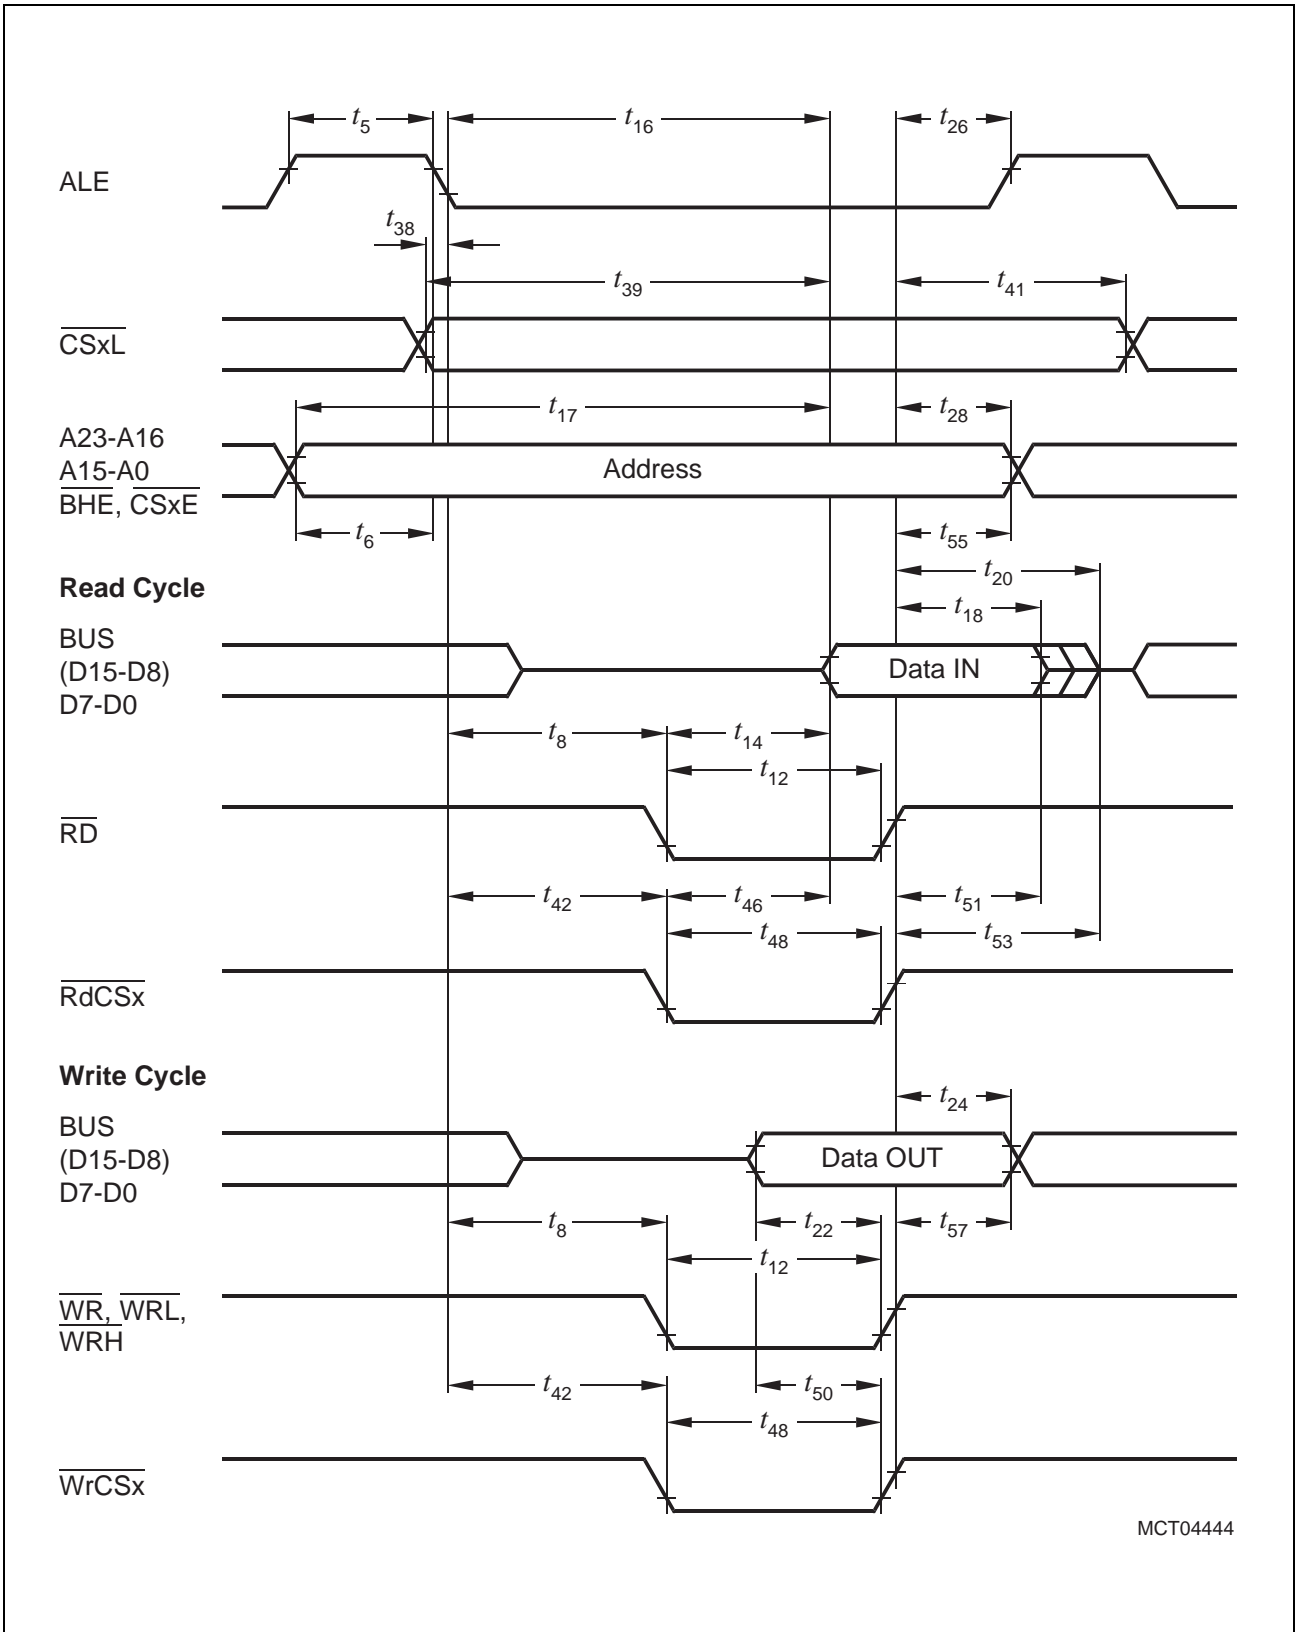 t5 t16 t26
ALE
t38
t39 t41
CSxL
t17 t28
A23-A16
A15-A0 Address
BHE, CSxE
t6 t55
t20
Read Cycle
t18
BUS
(D15-D8) Data IN
D7-D0
t8 t14
t12
RD
t42 t46 t51
t48 t53
RdCSx
Write Cycle
t24
BUS
(D15-D8) Data OUT
D7-D0
t8 t22 t57
t12
WR, WRL,
WRH
t42 t50
t48
WrCSx
MCT04444